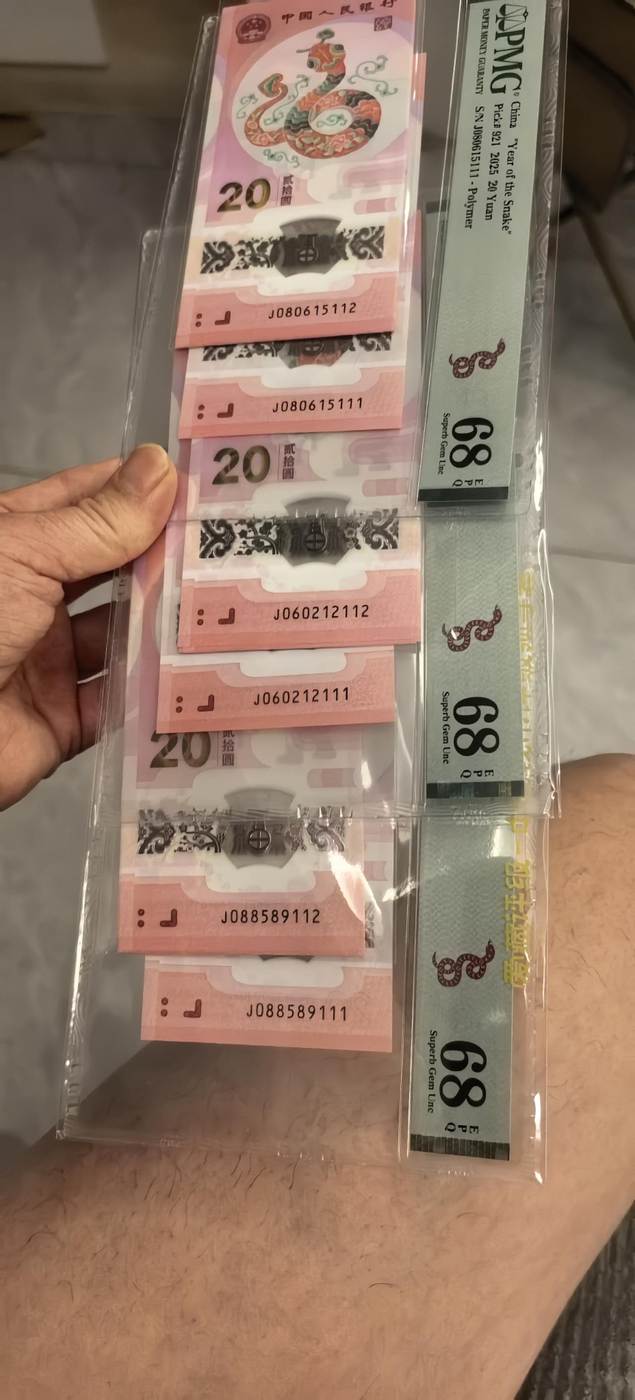 中国人民银行
20
贰拾圆
J080615112
J080615111
20
贰拾圆
J060212112
J060212111
20
贰拾圆
J088589112
J088589111
PMG
PAPER MONEY GUARANTY
China "Year of the Snake"
Pick# 921 2025 20 Yuan
S/N J080615111 - Polymer
68
EPQ
Superb Gem Unc
68
EPQ
Superb Gem Unc
68
EPQ
Superb Gem Unc